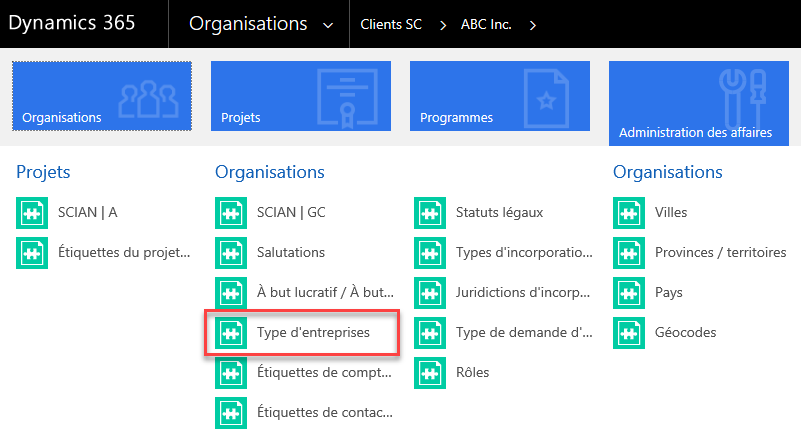 Dynamics 365
Organisations
Clients SC
ABC Inc.
Organisations
Projets
Programmes
Administration des affaires
Projets
SCIAN | A
Étiquettes du projet...
Organisations
SCIAN | GC
Salutations
À but lucratif / À but...
Type d'entreprises
Étiquettes de compt...
Étiquettes de contac...
Statuts légaux
Types d'incorporatio...
Juridictions d'incorp...
Type de demande d'...
Rôles
Organisations
Villes
Provinces / territoires
Pays
Géocodes